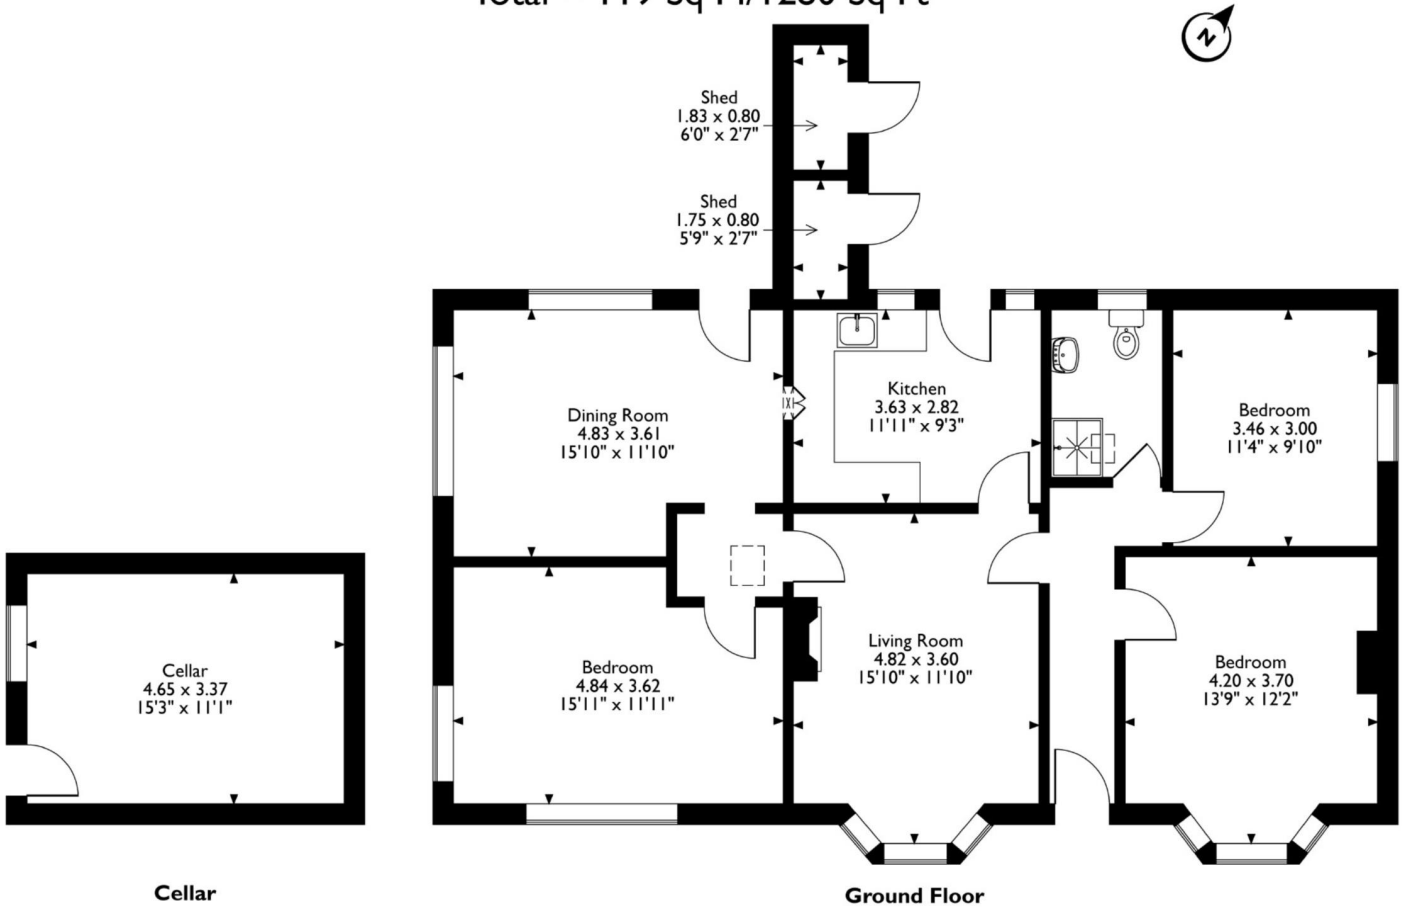 N
Shed
1.83 x 0.80
6'0" x 2'7"
Shed
1.75 x 0.80
5'9" x 2'7"
Dining Room
4.83 x 3.61
15'10" x 11'10"
Kitchen
3.63 x 2.82
11'11" x 9'3"
Bedroom
3.46 x 3.00
11'4" x 9'10"
Cellar
4.65 x 3.37
15'3" x 11'1"
Bedroom
4.84 x 3.62
15'11" x 11'11"
Living Room
4.82 x 3.60
15'10" x 11'10"
Bedroom
4.20 x 3.70
13'9" x 12'2"
Cellar
Ground Floor